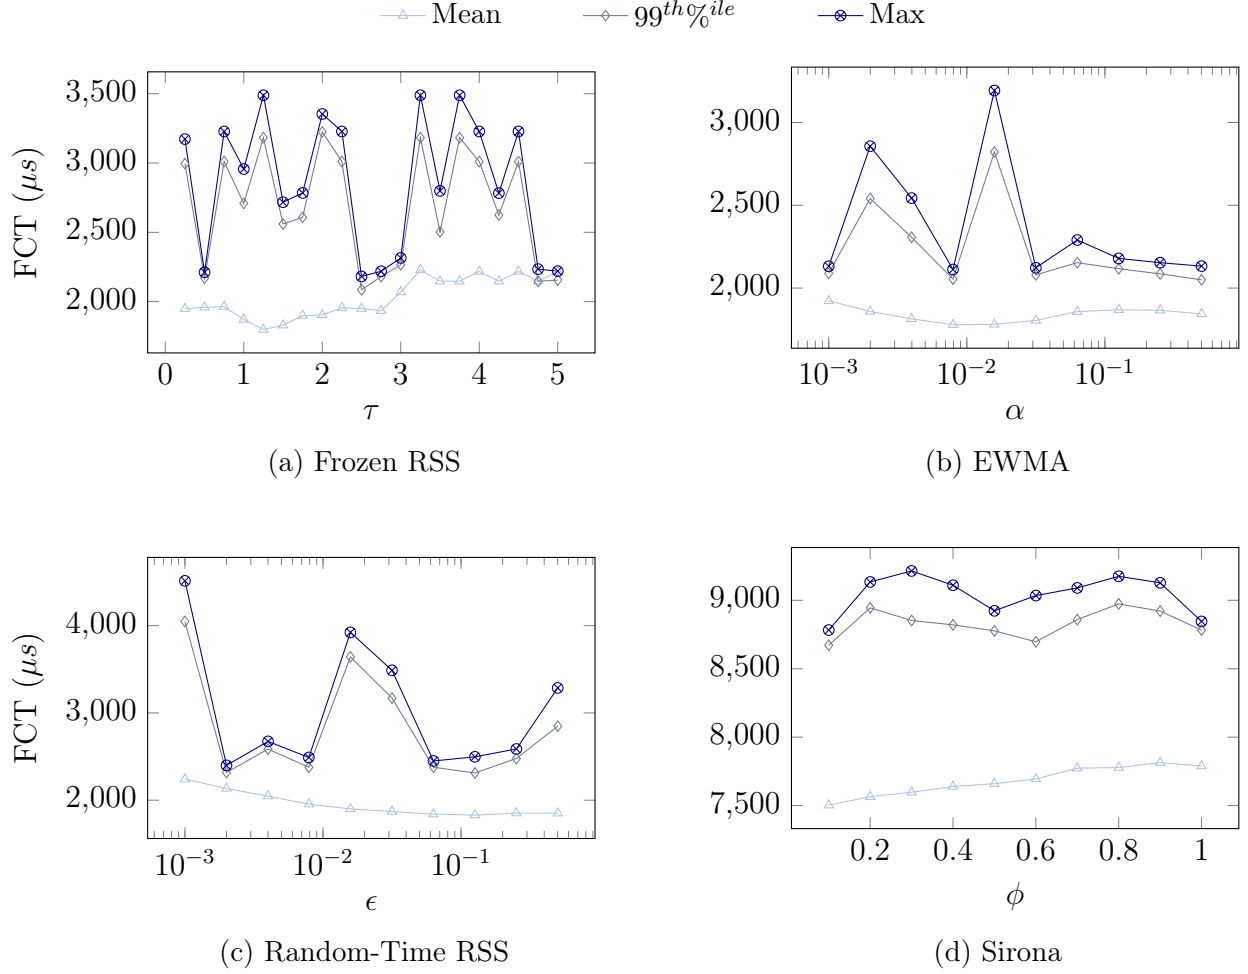 Mean 99^{th}%^{ile} Max
3,500
3,000
2,500
2,000
FCT (μs)
0 1 2 3 4 5
τ
(a) Frozen RSS
3,000
2,500
2,000
10^{−3} 10^{−2} 10^{−1}
α
(b) EWMA
4,000
3,000
2,000
FCT (μs)
10^{−3} 10^{−2} 10^{−1}
ϵ
(c) Random-Time RSS
9,000
8,500
8,000
7,500
0.2 0.4 0.6 0.8 1
ϕ
(d) Sirona